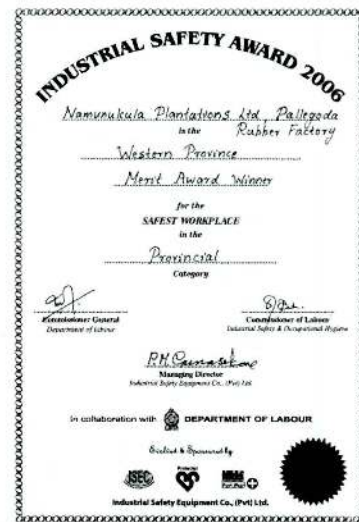 INDUSTRIAL SAFETY AWARD 2006
Namunukula Plantations Ltd, Pallegoda
in the Rubber Factory
Western Province
Merit Award Winner
for the
SAFEST WORKPLACE
in the
Provincial
Category
Commissioner General
Department of Labour
Commissioner of Labour
Industrial Safety & Occupational Hygiene
Managing Director
Industrial Safety Equipment Co., (Pvt) Ltd
In collaboration with DEPARTMENT OF LABOUR
Sponsored by
ISEC
Industrial Safety Equipment Co., (Pvt) Ltd.